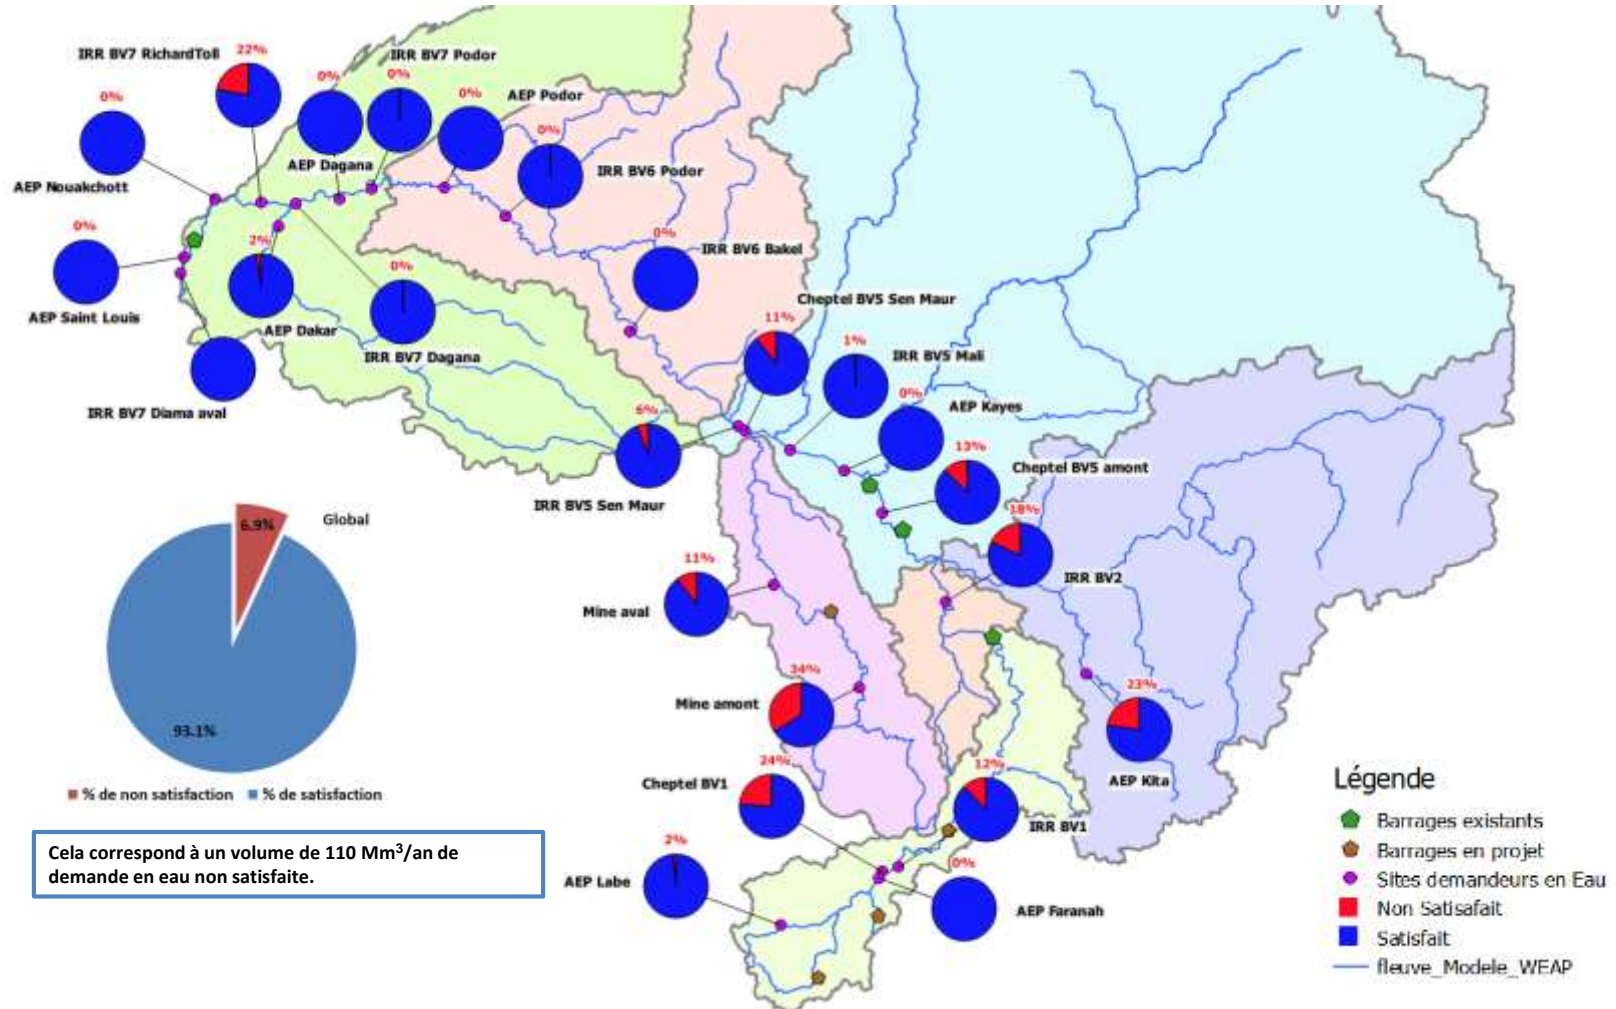 IRR BV7 RichardToll
22%
IRR BV7 Podor
0%
0%
0%
AEP Podor
0%
0%
AEP Dagana
IRR BV6 Podor
AEP Nouakchott
0%
2%
0%
0%
IRR BV6 Bakel
AEP Saint Louis
AEP Dakar
IRR BV7 Dagana
Cheptel BV5 Sen Maur
11%
1%
IRR BV5 Mali
IRR BV7 Diama aval
6%
0%
AEP Kayes
13%
Cheptel BV5 amont
IRR BV5 Sen Maur
18%
IRR BV2
6.9%
Global
93.1%
% de non satisfaction
% de satisfaction
11%
Mine aval
34%
Mine amont
23%
AEP Kita
24%
Cheptel BV1
12%
IRR BV1
2%
AEP Labe
0%
AEP Faranah
Cela correspond à un volume de 110 Mm³/an de
demande en eau non satisfaite.
Légende
Barrages existants
Barrages en projet
Sites demandeurs en Eau
Non Satisafait
Satisfait
fleuve_Modele_WEAP